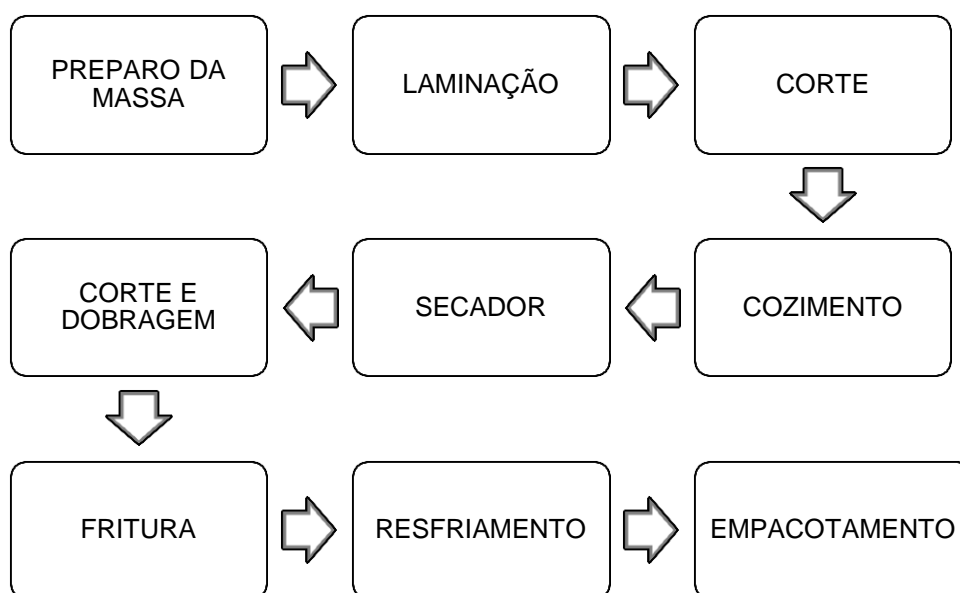 PREPARO DA
MASSA
LAMINAÇÃO
CORTE
COZIMENTO
SECADOR
CORTE E
DOBRAGEM
FRITURA
RESFRIAMENTO
EMPACOTAMENTO